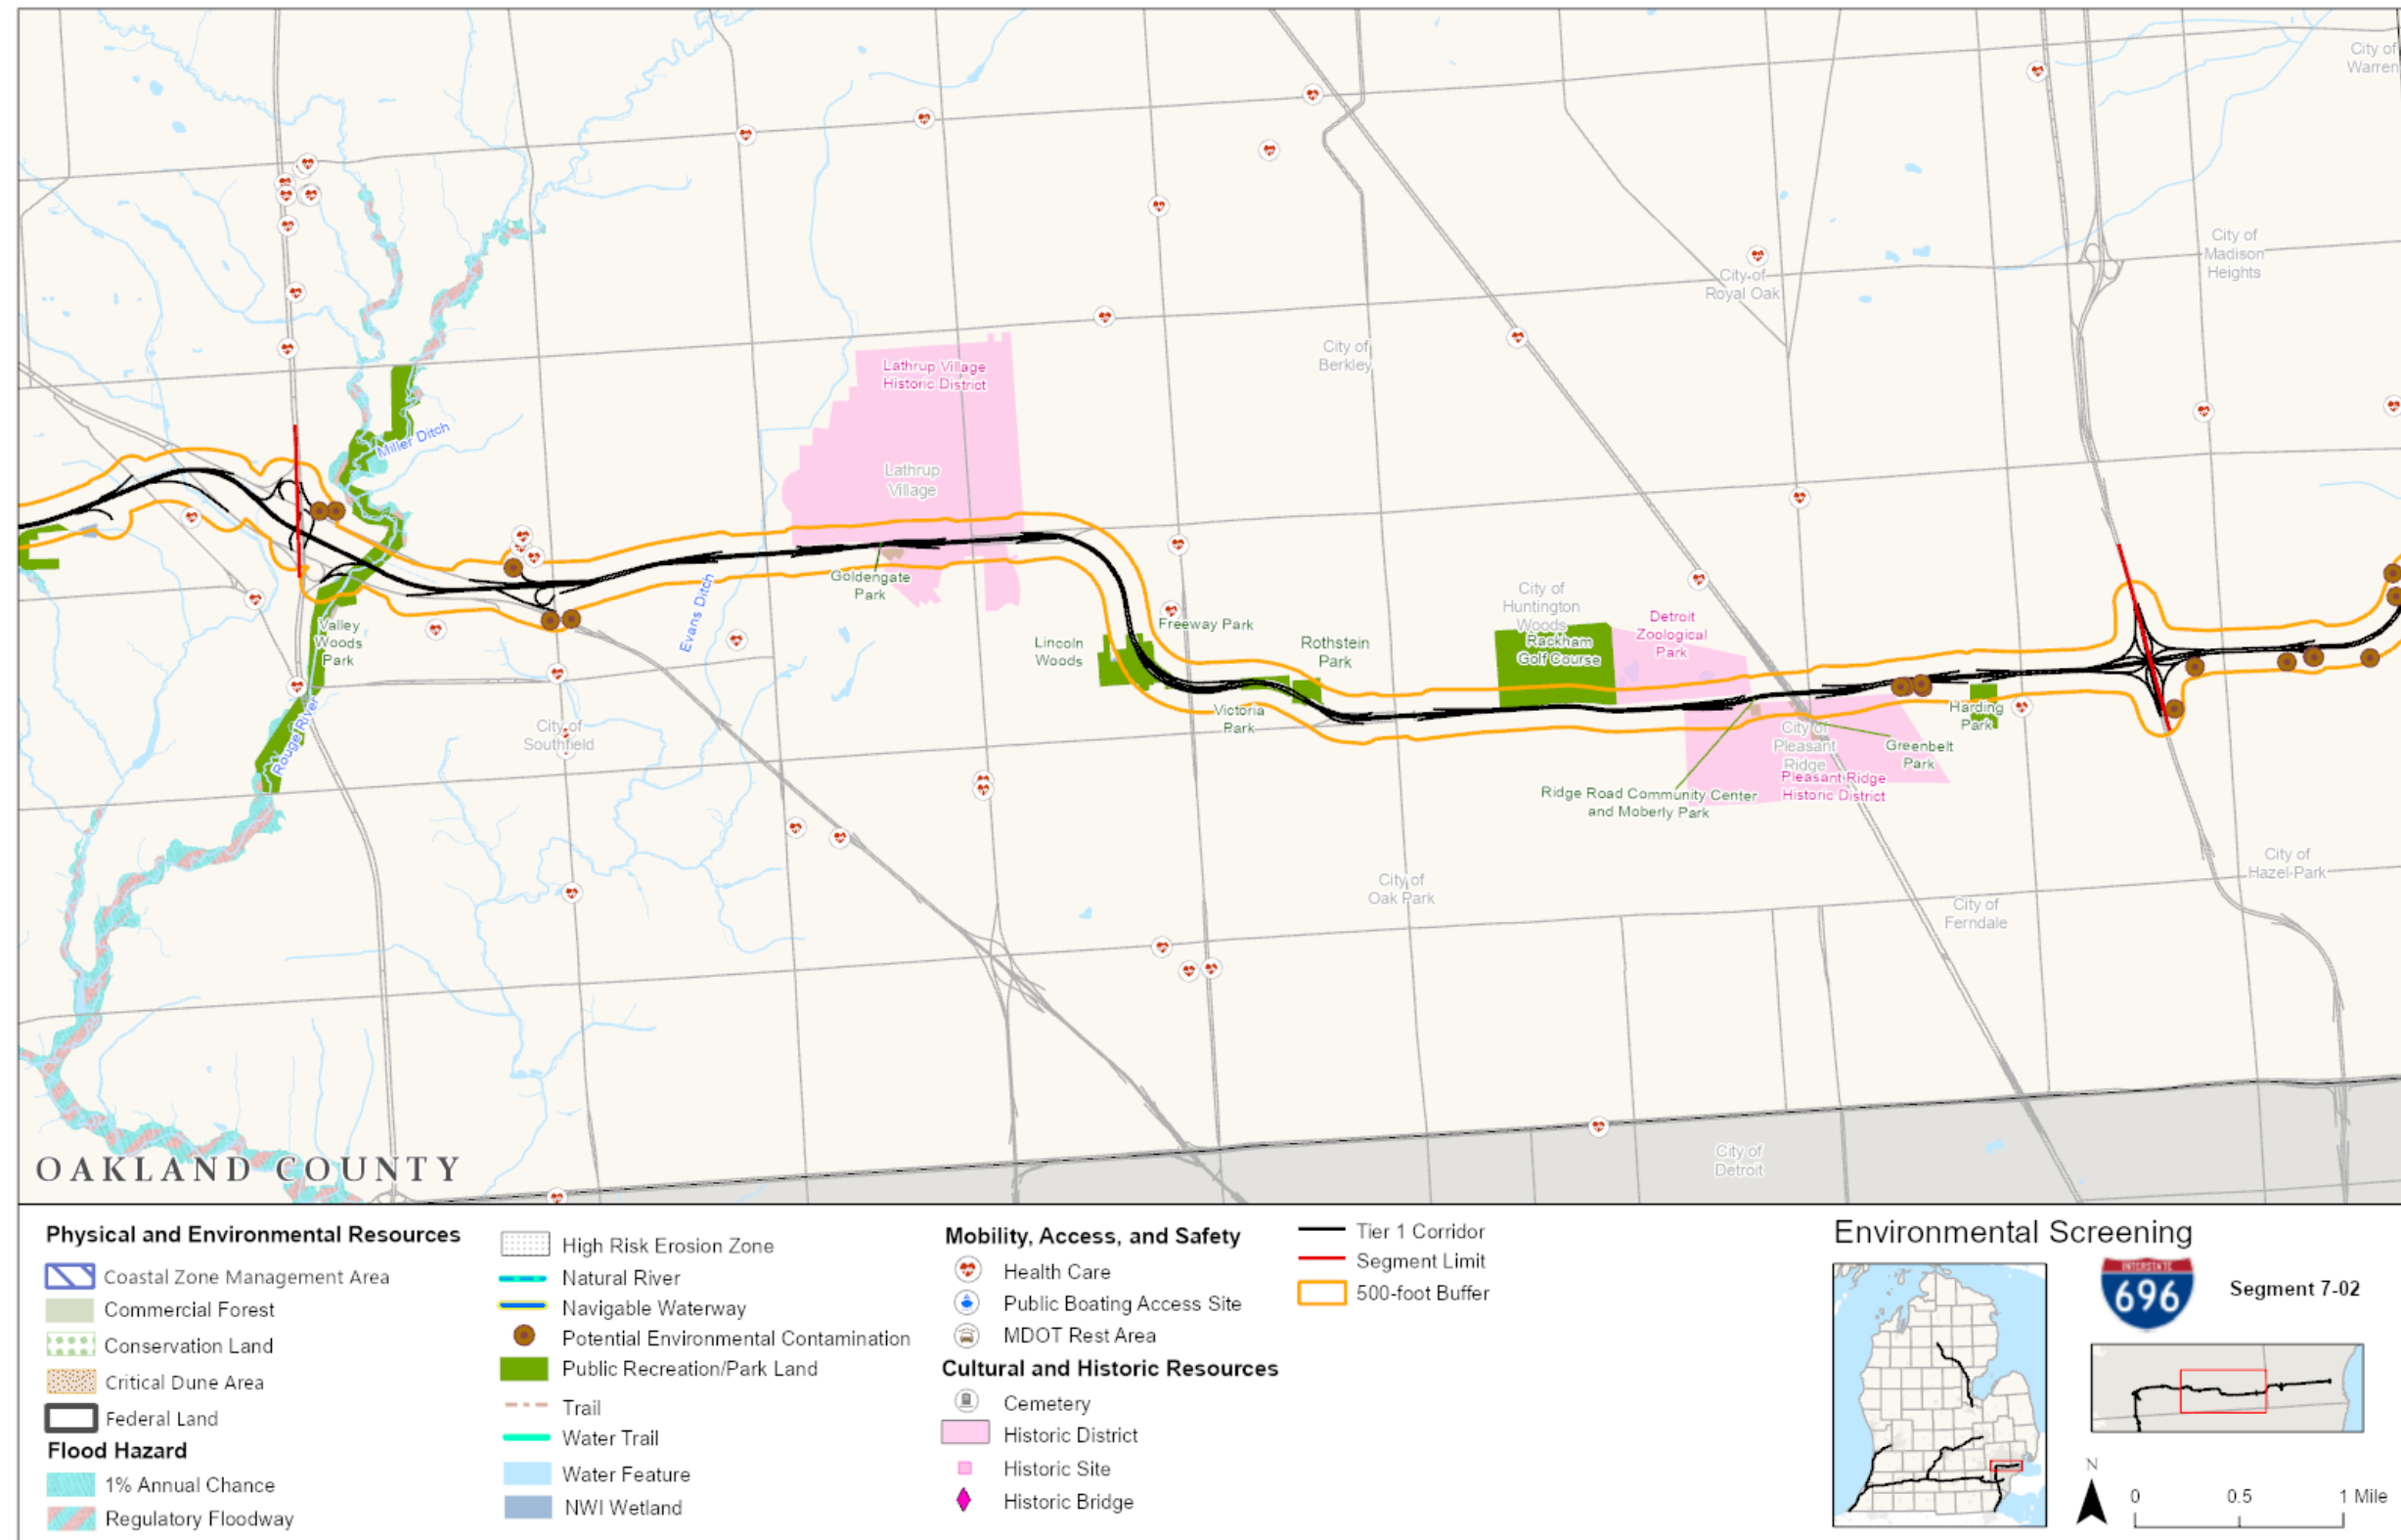 City of
Warren
City of
Madison
Heights
City of
Royal Oak
City of
Berkley
Lathrup Village
Historic District
Miller Ditch
Lathrup
Village
Goldengate
Park
Evans Ditch
Valley
Woods
Park
Rouge River
City of
Southfield
Lincoln
Woods
Freeway Park
Rothstein
Park
Victoria
Park
City of
Huntington
Woods
Rackham
Golf Course
Detroit
Zoological
Park
Harding
Park
City of
Pleasant
Ridge
Greenbelt
Park
Pleasant Ridge
Historic District
Ridge Road Community Center
and Moberly Park
City of
Oak Park
City of
Hazel Park
City of
Ferndale
City of
Detroit
OAKLAND COUNTY
Physical and Environmental Resources
Coastal Zone Management Area
Commercial Forest
Conservation Land
Critical Dune Area
Federal Land
Flood Hazard
1% Annual Chance
Regulatory Floodway
High Risk Erosion Zone
Natural River
Navigable Waterway
Potential Environmental Contamination
Public Recreation/Park Land
Trail
Water Trail
Water Feature
NWI Wetland
Mobility, Access, and Safety
Health Care
Public Boating Access Site
MDOT Rest Area
Cultural and Historic Resources
Cemetery
Historic District
Historic Site
Historic Bridge
Tier 1 Corridor
Segment Limit
500-foot Buffer
Environmental Screening
INTERSTATE
696
Segment 7-02
N
0 0.5 1 Mile